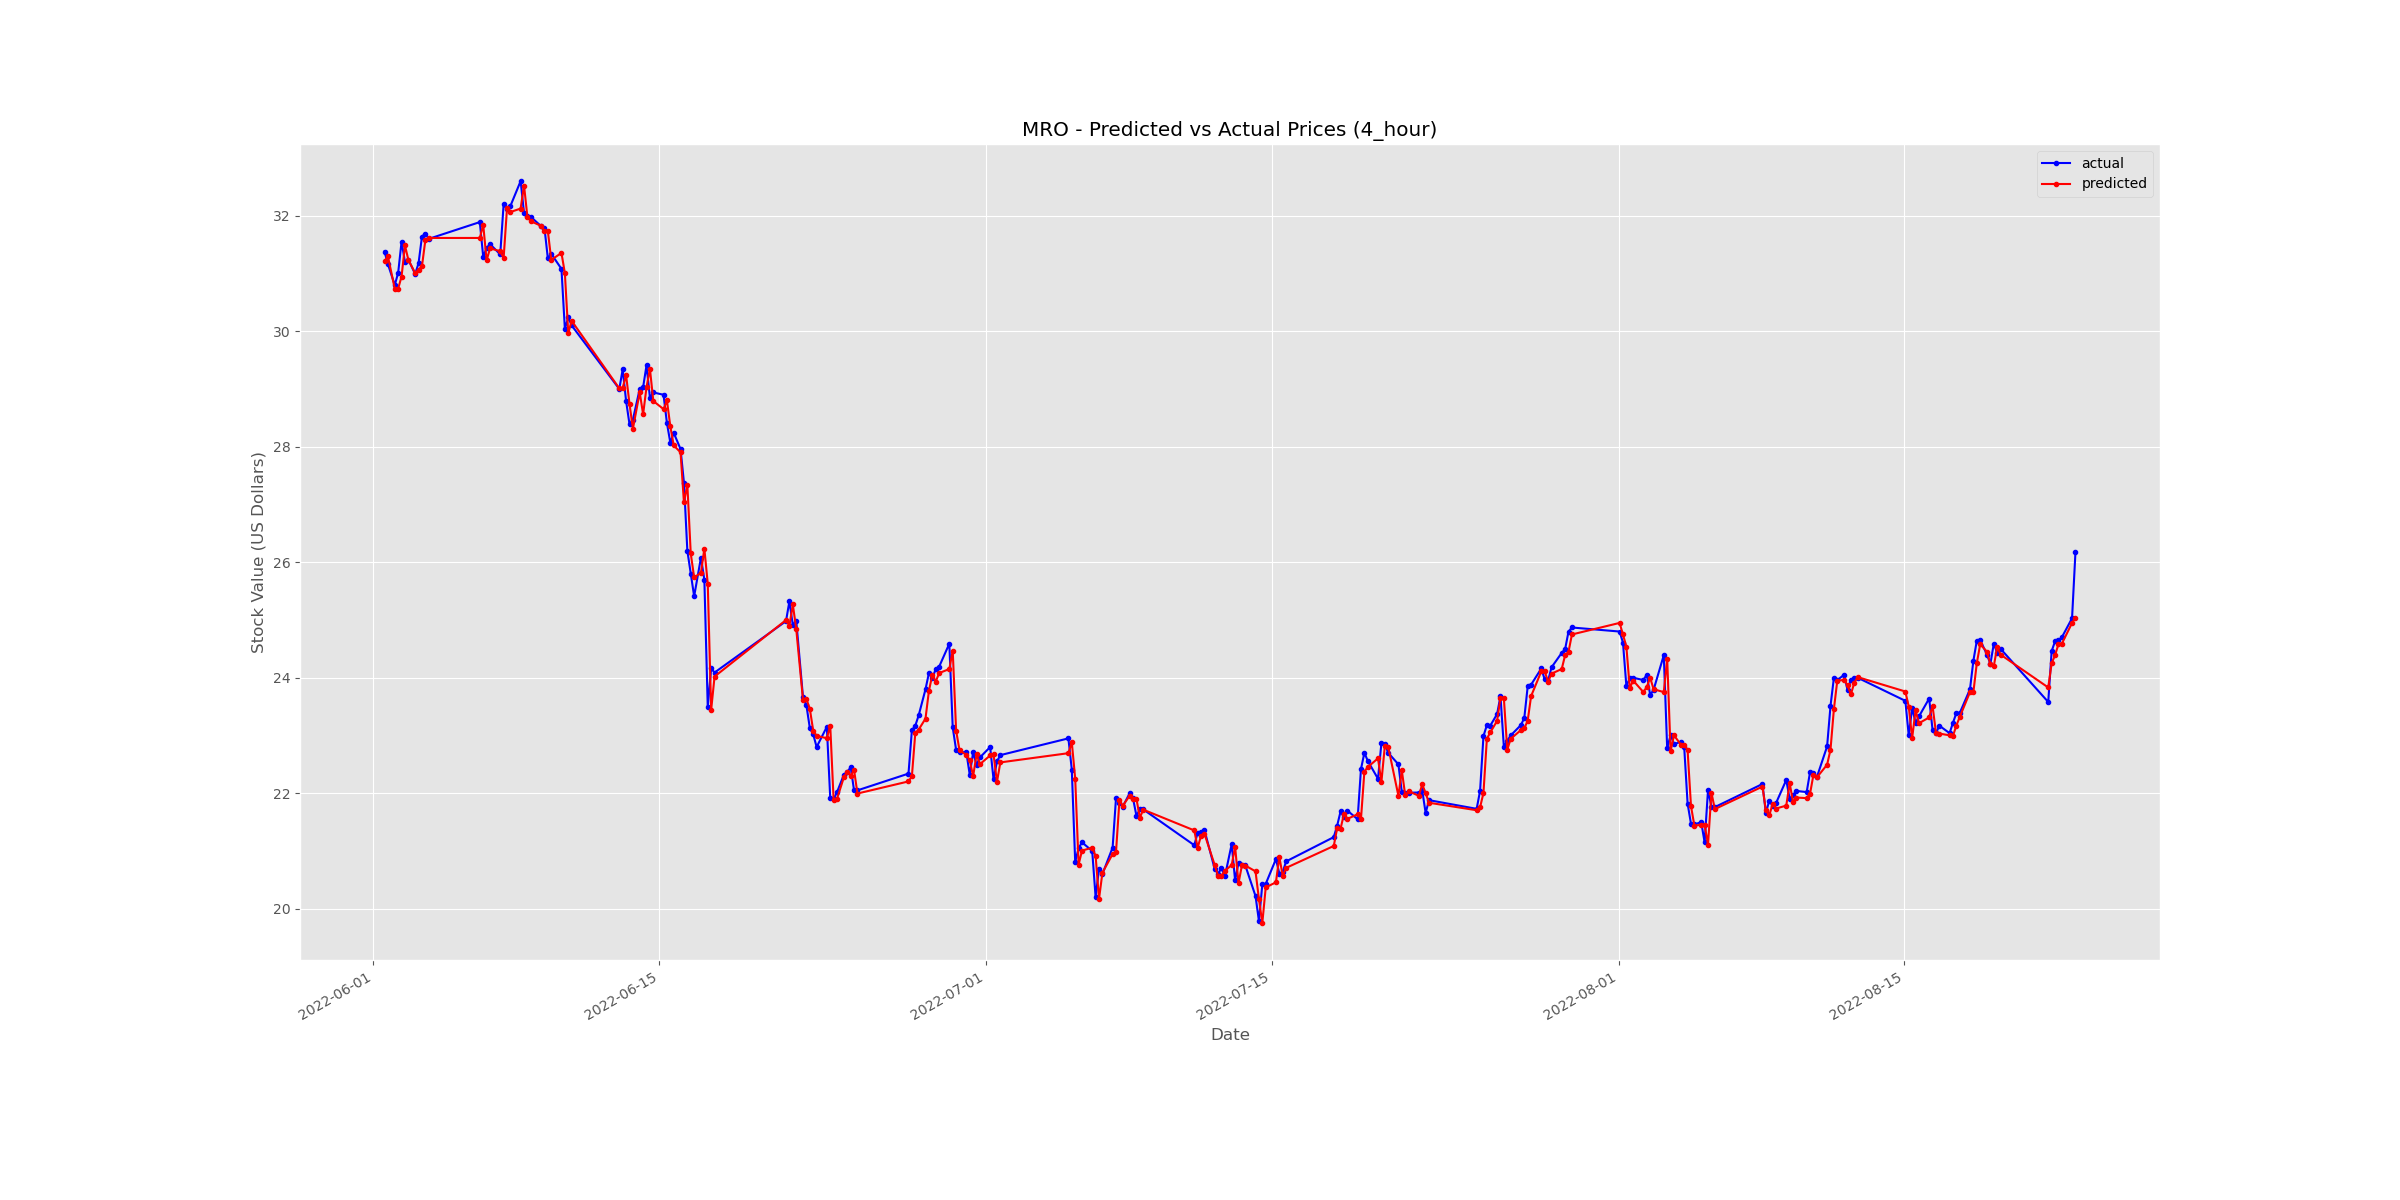 MRO - Predicted vs Actual Prices (4_hour)
actual
predicted
Stock Value (US Dollars)
32
30
28
26
24
22
20
2022-06-01
2022-06-15
2022-07-01
2022-07-15
2022-08-01
2022-08-15
Date